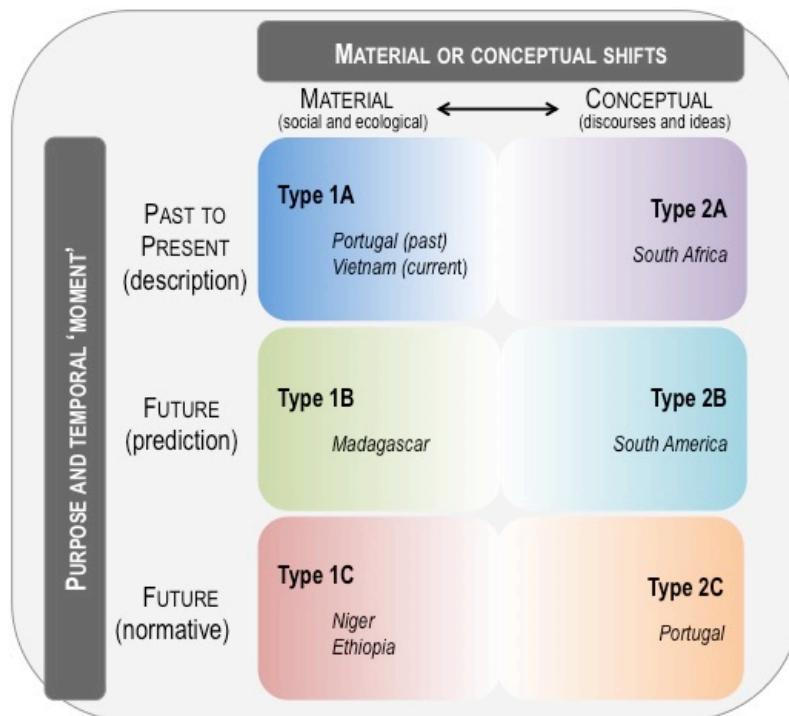 MATERIAL OR CONCEPTUAL SHIFTS
MATERIAL
(social and ecological)
CONCEPTUAL
(discourses and ideas)
PURPOSE AND TEMPORAL ‘MOMENT’
PAST TO
PRESENT
(description)
Type 1A
Portugal (past)
Vietnam (current)
Type 2A
South Africa
FUTURE
(prediction)
Type 1B
Madagascar
Type 2B
South America
FUTURE
(normative)
Type 1C
Niger
Ethiopia
Type 2C
Portugal